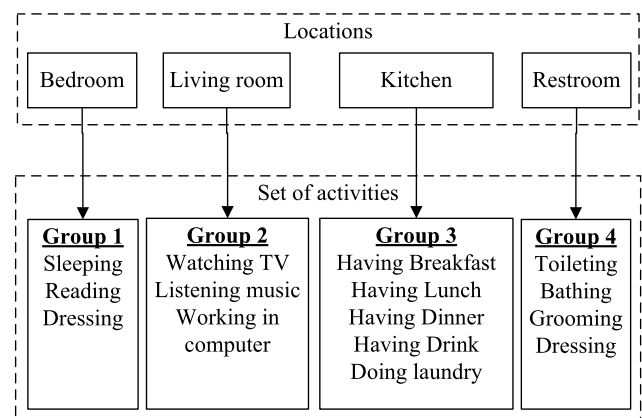 Locations
Bedroom
Living room
Kitchen
Restroom
Set of activities
Group 1
Sleeping
Reading
Dressing
Group 2
Watching TV
Listening music
Working in
computer
Group 3
Having Breakfast
Having Lunch
Having Dinner
Having Drink
Doing laundry
Group 4
Toileting
Bathing
Grooming
Dressing